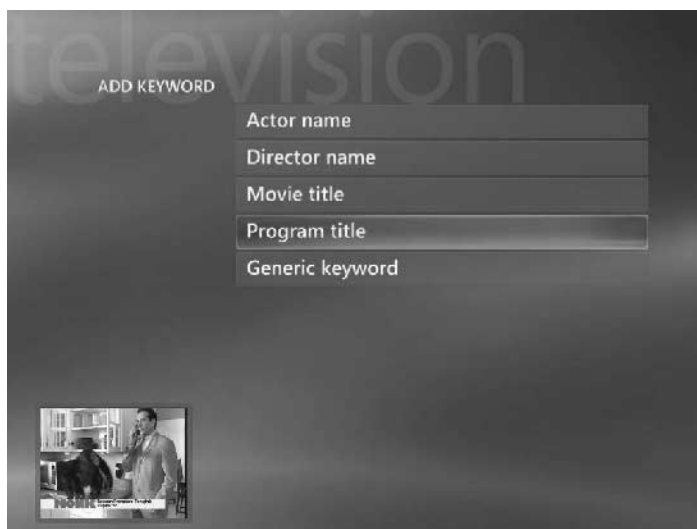 television
ADD KEYWORD
Actor name
Director name
Movie title
Program title
Generic keyword